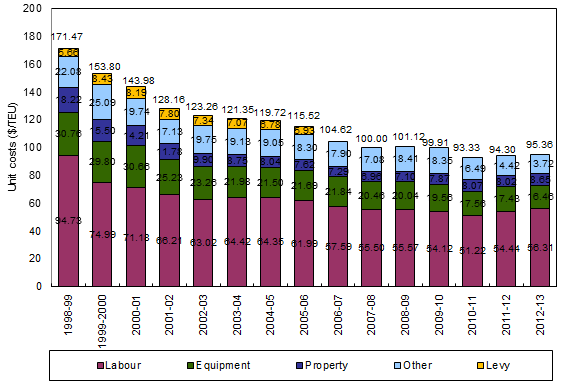 Unit costs ($/TEU)
200
180
160
140
120
100
80
60
40
20
0
171.47 153.80 143.98 128.16 123.26 121.35 119.72 115.52 104.62 100.00 101.12 99.91 93.33 94.30 95.36
5.68 8.43 8.19 7.80 7.34 7.07 6.78 5.93
22.08 25.09 19.74 17.13 19.75 19.13 19.05 18.30 17.90 17.08 18.41 18.35 16.49 14.42 13.72
18.22 15.50 14.21 11.78 9.90 8.75 8.04 7.62 7.29 6.96 7.10 7.87 8.07 8.02 8.85
30.76 29.80 30.66 25.23 23.26 21.98 21.50 21.69 21.84 20.46 20.04 19.56 17.56 17.43 16.48
94.73 74.99 71.18 66.21 63.02 64.42 64.35 61.99 57.59 55.50 55.57 54.12 51.22 54.44 56.31
1998-99 1999-2000 2000-01 2001-02 2002-03 2003-04 2004-05 2005-06 2006-07 2007-08 2008-09 2009-10 2010-11 2011-12 2012-13
Labour Equipment Property Other Levy